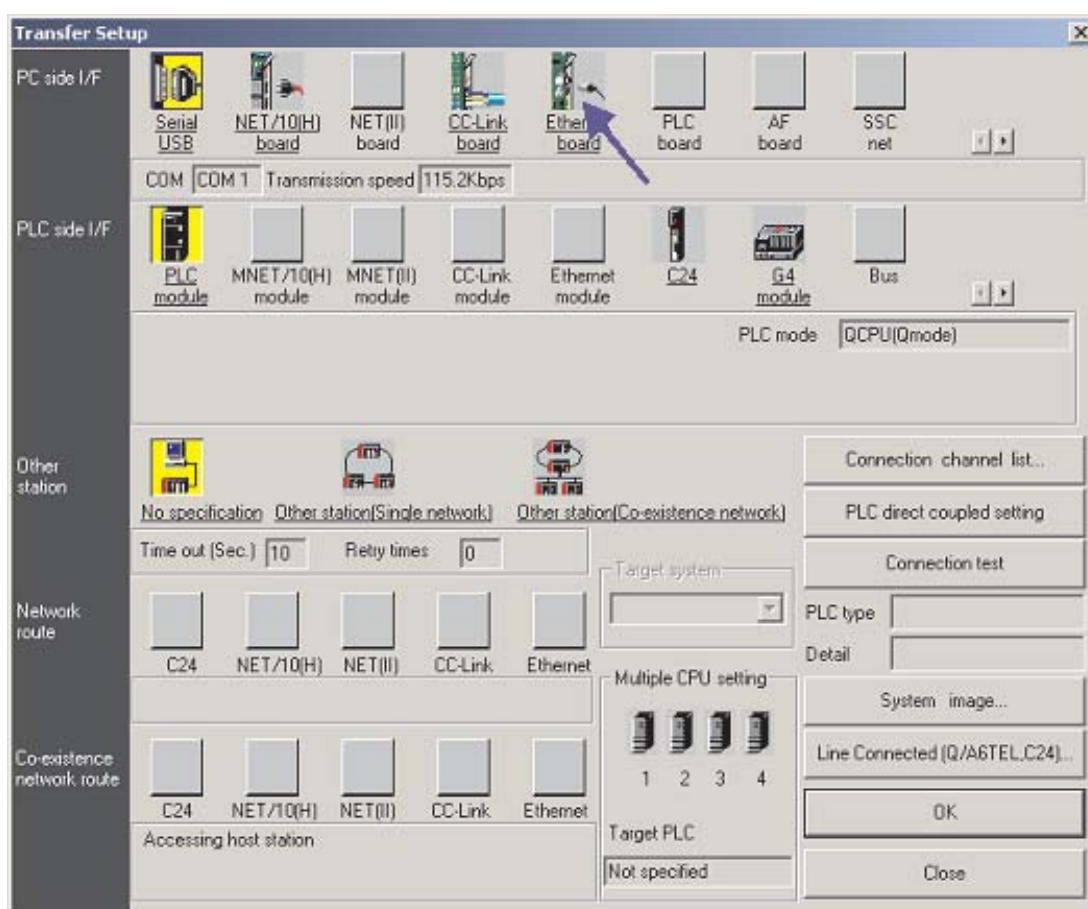 Transfer Setup
PC side I/F
Serial USB
NET/10(H) board
NET(II) board
CC-Link board
board
PLC board
AF board
SSC net
COM COM 1 Transmission speed 115.2Kbps
PLC side I/F
PLC module
MNET/10(H) module
MNET(II) module
CC-Link module
Ethernet module
C24
G4 module
Bus
PLC mode QCPU(Qmode)
Other station
No specification
Other station(Single network)
Other station(Co-existence network)
Time out (Sec.) 10 Retry times 0
Connection channel list...
PLC direct coupled setting
Connection test
PLC type
Detail
System image...
Line Connected (Q/A6TEL,C24)...
OK
Close
Target system
Network route
C24 NET/10(H) NET(II) CC-Link Ethernet
Multiple CPU setting
1 2 3 4
Target PLC
Not specified
Co-existence network route
C24 NET/10(H) NET(II) CC-Link Ethernet
Accessing host station